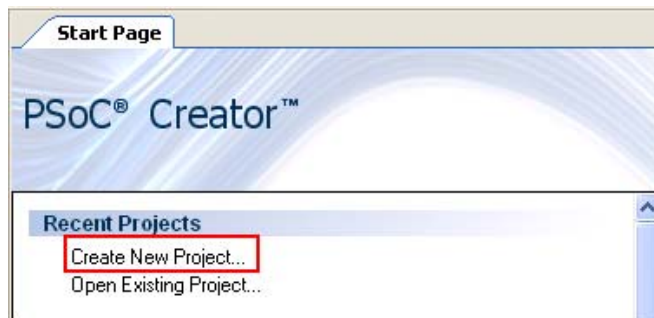 Start Page
PSoC® Creator™
Recent Projects
Create New Project...
Open Existing Project...